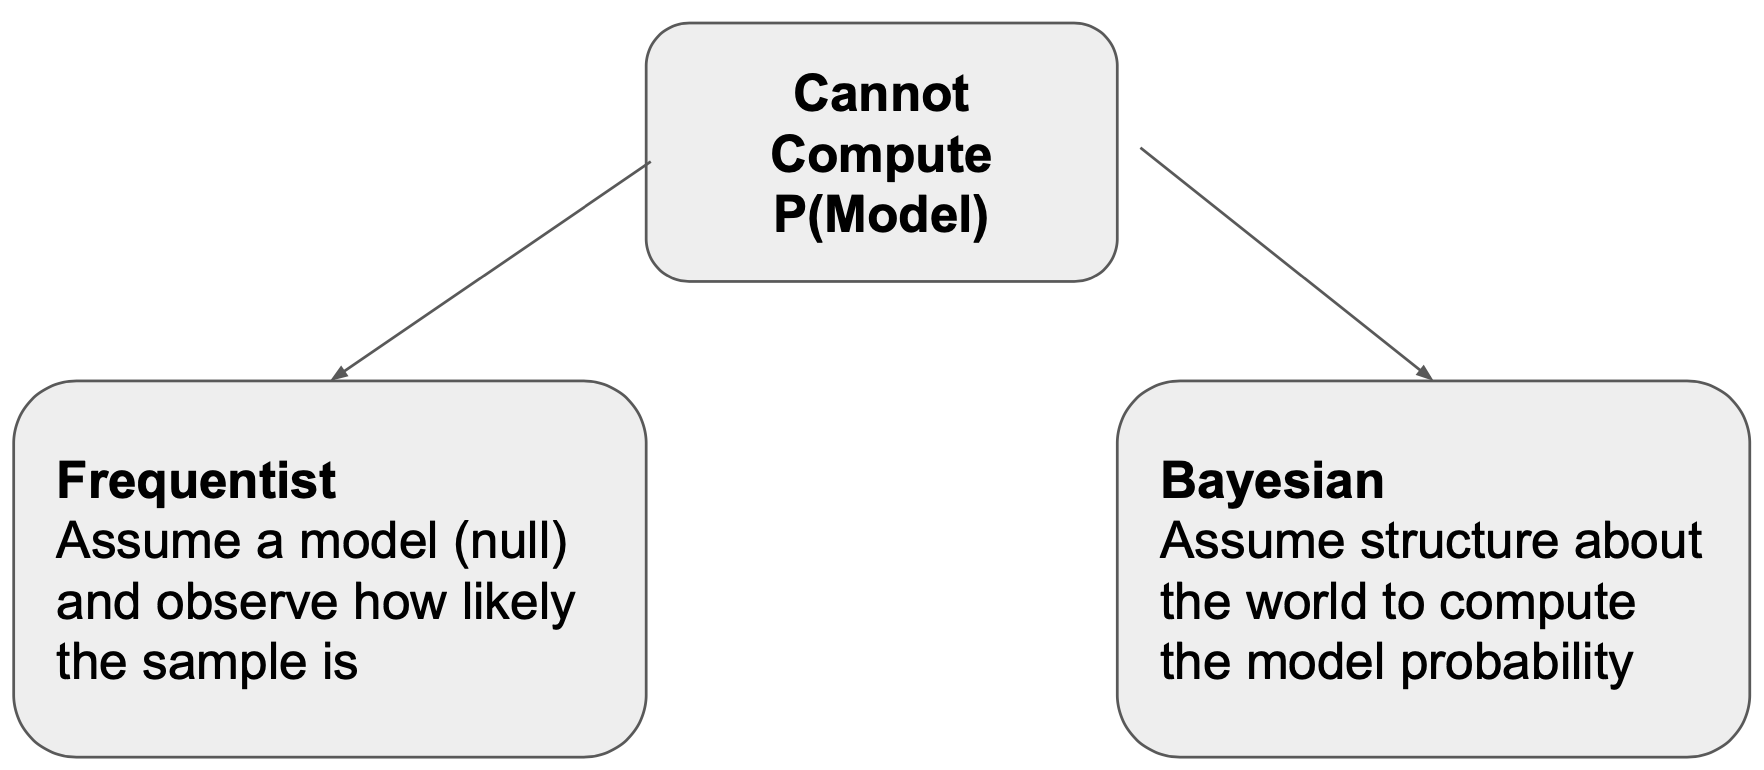 Cannot
Compute
P(Model)
Frequentist
Assume a model (null)
and observe how likely
the sample is
Bayesian
Assume structure about
the world to compute
the model probability